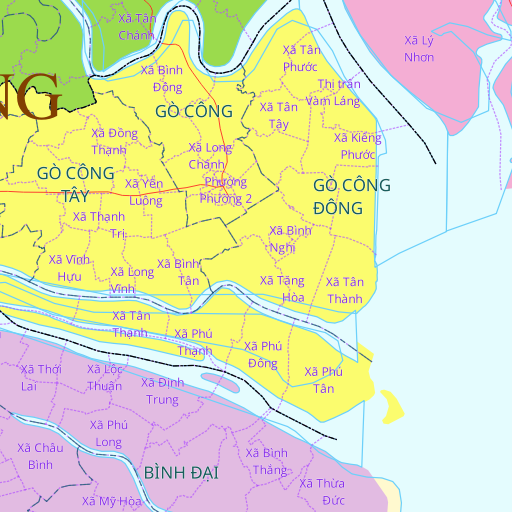 Xã Tân
Chánh
Xã Lý
Nhơn
Xã Tân
Phước
Xã Bình
Đông
Thị trấn
Vàm Láng
NG
GÒ CÔNG
Xã Tân
Tây
Xã Đồng
Thạnh
Xã Kiểng
Phước
Xã Long
Chánh
GÒ CÔNG
TÂY
Xã Yên
Luông
Phường
Phường 2
GÒ CÔNG
ĐÔNG
Xã Thạnh
Trị
Xã Bình
Nghị
Xã Vĩnh
Hựu
Xã Long
Vĩnh
Xã Bình
Tân
Xã Tăng
Hòa
Xã Tân
Thành
Xã Tân
Thạnh
Xã Phú
Thạnh
Xã Phú
Đông
Xã Phú
Tân
Xã Thới
Lai
Xã Lộc
Thuận
Xã Định
Trung
Xã Phú
Long
Xã Châu
Bình
BÌNH ĐẠI
Xã Bình
Thắng
Xã Thừa
Đức
Xã Mỹ Hòa